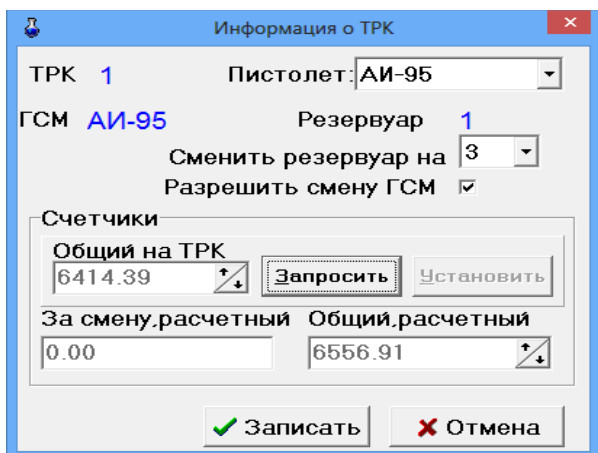 Информация о ТРК
ТРК 1 Пистолет: АИ-95
ГСМ АИ-95 Резервуар 1
Сменить резервуар на 3
Разрешить смену ГСМ
Счетчики
Общий на ТРК
6414.39 Запросить Установить
За смену,расчетный Общий,расчетный
0.00 6556.91
Записать Отмена